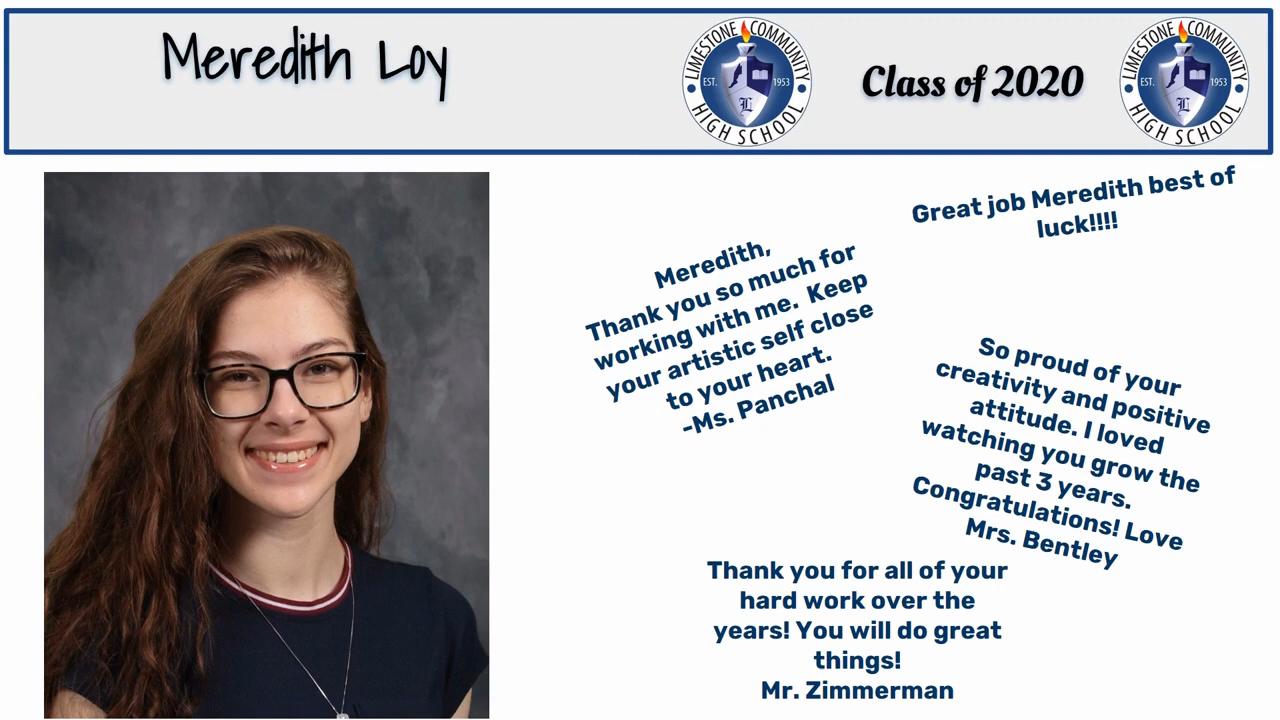 Meredith Loy
LIMESTONE COMMUNITY
EST. 1953
L
HIGH SCHOOL
Class of 2020
LIMESTONE COMMUNITY
EST. 1953
L
HIGH SCHOOL
Great job Meredith best of
luck!!!!
Meredith,
Thank you so much for
working with me.  Keep
your artistic self close
to your heart.
-Ms. Panchal
So proud of your
creativity and positive
attitude. I loved
watching you grow the
past 3 years.
Congratulations! Love
Mrs. Bentley
Thank you for all of your
hard work over the
years! You will do great
things!
Mr. Zimmerman